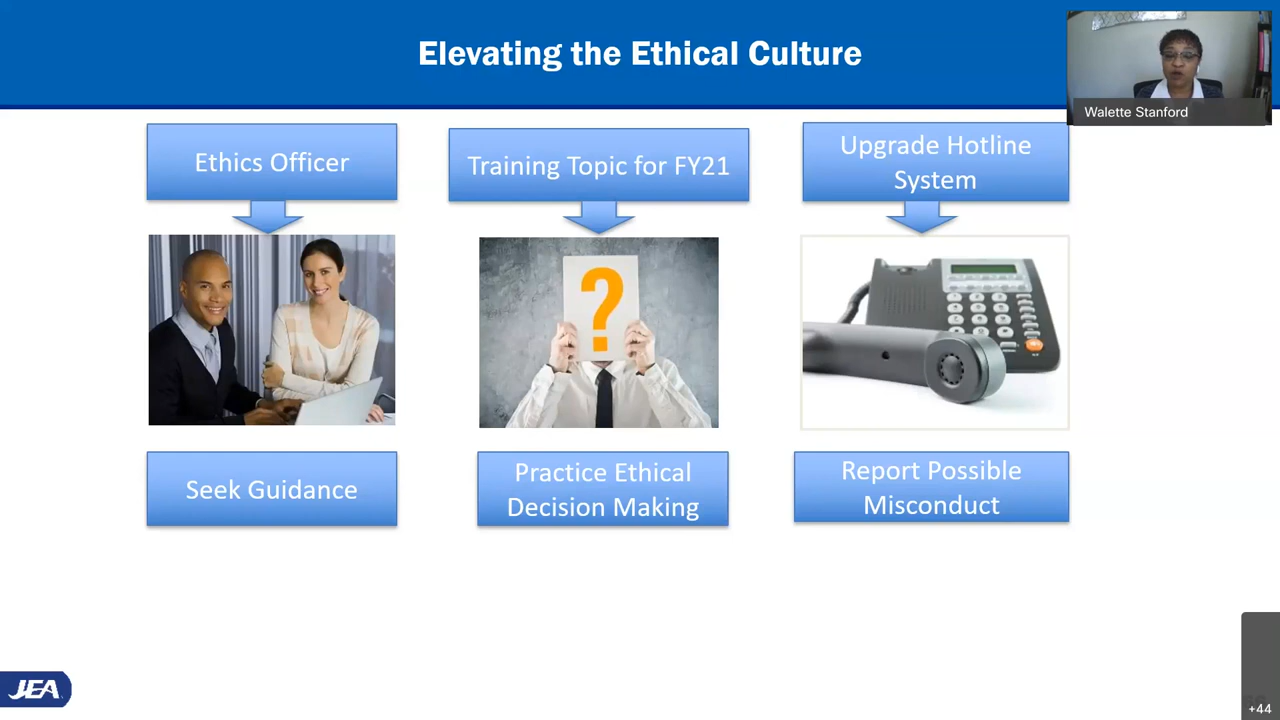 Elevating the Ethical Culture
Walette Stanford
Ethics Officer
Training Topic for FY21
Upgrade Hotline
System
?
Seek Guidance
Practice Ethical
Decision Making
Report Possible
Misconduct
JEA
+44